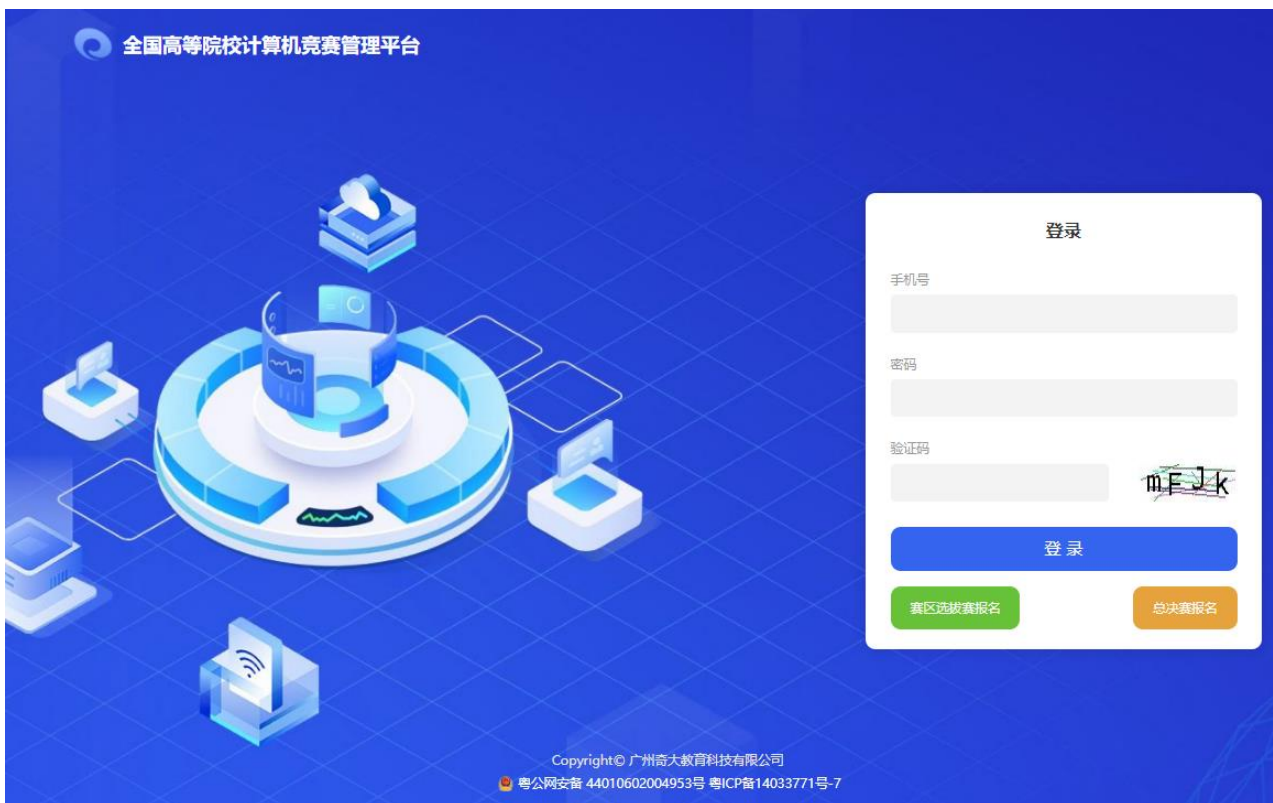 全国高等院校计算机竞赛管理平台
登录
手机号
密码
验证码
mFJk
登 录
赛区选拔赛报名
总决赛报名
Copyright© 广州奇大教育科技有限公司
粤公网安备 44010602004953号 粤ICP备14033771号-7